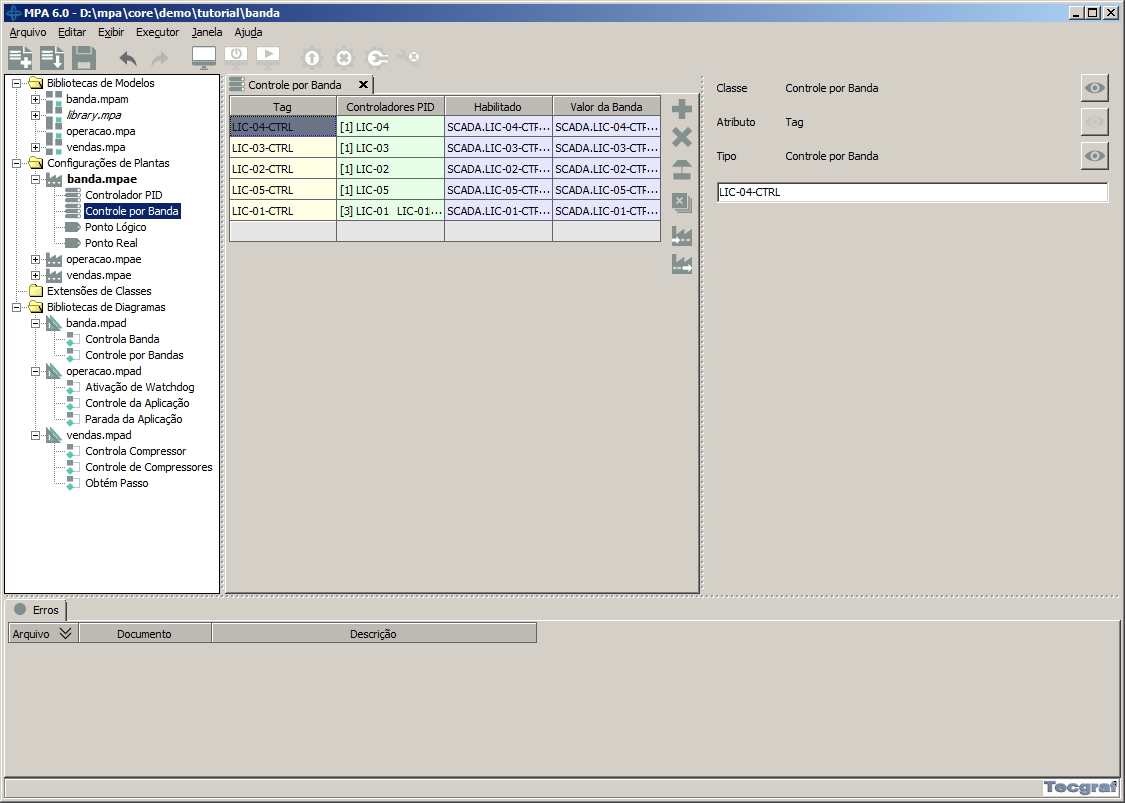 MPA 6.0 - D:\mpa\core\demo\tutorial\banda
Arquivo Editar Exibir Executor Janela Ajuda
Bibliotecas de Modelos
banda.mpam
library.mpa
operacao.mpa
vendas.mpa
Configurações de Plantas
banda.mpae
Controlador PID
Controle por Banda
Ponto Lógico
Ponto Real
operacao.mpae
vendas.mpae
Extensões de Classes
Bibliotecas de Diagramas
banda.mpad
Controla Banda
Controle por Bandas
operacao.mpad
Ativação de Watchdog
Controle da Aplicação
Parada da Aplicação
vendas.mpad
Controla Compressor
Controle de Compressores
Obtém Passo
Controle por Banda
Tag Controladores PID Habilitado Valor da Banda
LIC-04-CTRL [1] LIC-04 SCADA.LIC-04-CTF... SCADA.LIC-04-CTF...
LIC-03-CTRL [1] LIC-03 SCADA.LIC-03-CTF... SCADA.LIC-03-CTF...
LIC-02-CTRL [1] LIC-02 SCADA.LIC-02-CTF... SCADA.LIC-02-CTF...
LIC-05-CTRL [1] LIC-05 SCADA.LIC-05-CTF... SCADA.LIC-05-CTF...
LIC-01-CTRL [3] LIC-01 LIC-01... SCADA.LIC-01-CTF... SCADA.LIC-01-CTF...
Classe Controle por Banda
Atributo Tag
Tipo Controle por Banda
LIC-04-CTRL
Erros
Arquivo Documento Descrição
Tecgraf